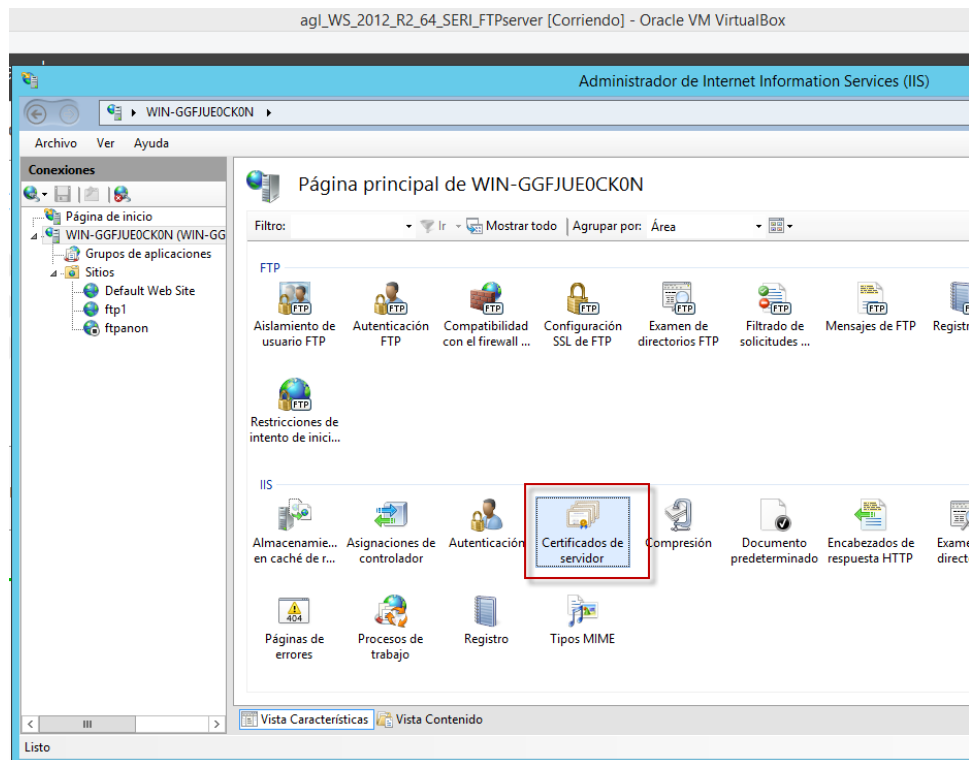 agl_WS_2012_R2_64_SERI_FTPserver [Corriendo] - Oracle VM VirtualBox
Administrador de Internet Information Services (IIS)
WIN-GGFJUE0CK0N
Archivo Ver Ayuda
Conexiones
Página de inicio
WIN-GGFJUE0CK0N (WIN-GG
Grupos de aplicaciones
Sitios
Default Web Site
ftp1
ftpanon
Página principal de WIN-GGFJUE0CK0N
Filtro: Ir Mostrar todo Agrupar por: Área
FTP
Aislamiento de Autenticación Compatibilidad Configuración Examen de Filtrado de Mensajes de FTP Registr
usuario FTP FTP con el firewall ... SSL de FTP directorios FTP solicitudes ...
Restricciones de
intento de inici...
IIS
Almacenamie... Asignaciones de Autenticación Certificados de Compresión Documento Encabezados de Exame
en caché de r... controlador servidor predeterminado respuesta HTTP direct
404
Páginas de Procesos de Registro Tipos MIME
errores trabajo
Vista Características Vista Contenido
Listo